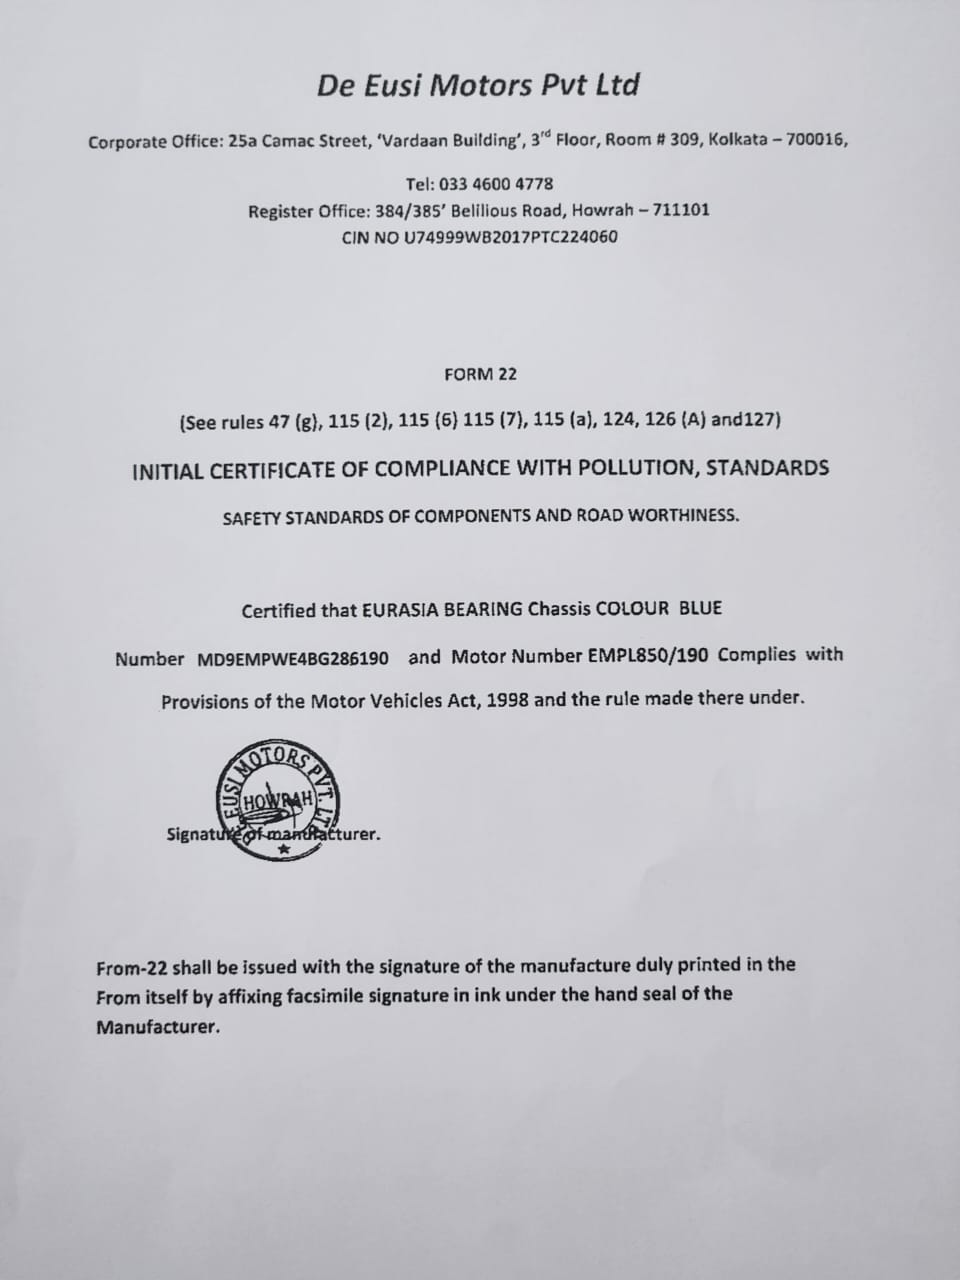 De Eusi Motors Pvt Ltd
Corporate Office: 25a Camac Street, ‘Vardaan Building’, 3rd Floor, Room # 309, Kolkata – 700016,
Tel: 033 4600 4778
Register Office: 384/385’ Belilious Road, Howrah – 711101
CIN NO U74999WB2017PTC224060
FORM 22
(See rules 47 (g), 115 (2), 115 (6) 115 (7), 115 (a), 124, 126 (A) and127)
INITIAL CERTIFICATE OF COMPLIANCE WITH POLLUTION, STANDARDS
SAFETY STANDARDS OF COMPONENTS AND ROAD WORTHINESS.
Certified that EURASIA BEARING Chassis COLOUR BLUE
Number MD9EMPWE4BG286190 and Motor Number EMPL850/190 Complies with
Provisions of the Motor Vehicles Act, 1998 and the rule made there under.
DE EUSI MOTORS PVT. LTD
HOWRAH
Signature of manufacturer.
From-22 shall be issued with the signature of the manufacture duly printed in the
From itself by affixing facsimile signature in ink under the hand seal of the
Manufacturer.